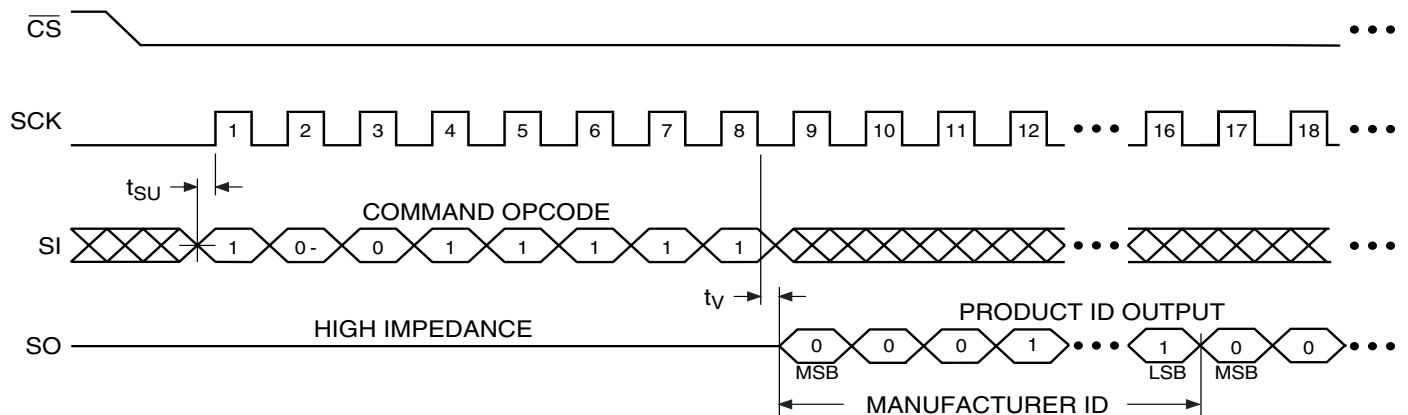 CS
SCK 1 2 3 4 5 6 7 8 9 10 11 12 ••• 16 17 18 •••
tSU
COMMAND OPCODE
SI 1 0- 0 1 1 1 1 1 ••• •••
tV
HIGH IMPEDANCE PRODUCT ID OUTPUT
SO 0 0 0 1 ••• 1 0 0 •••
MSB LSB MSB
MANUFACTURER ID